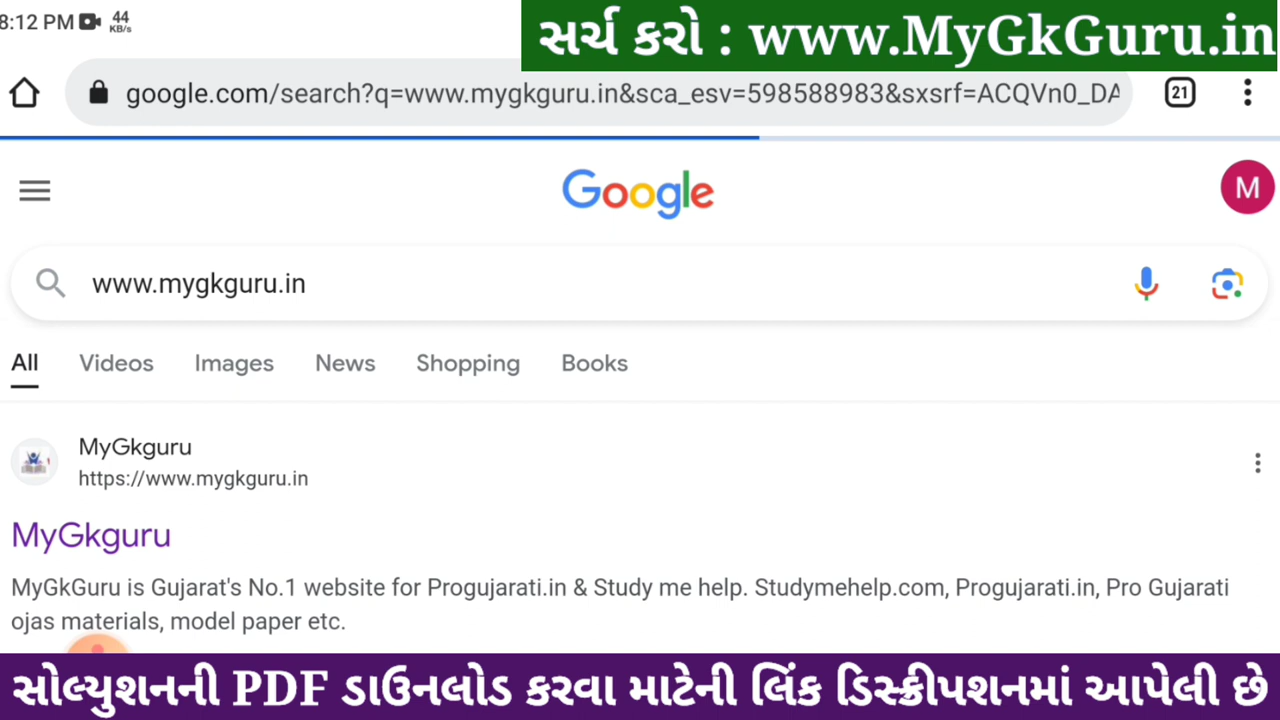 8:12 PM 44 KB/s
સર્ચ કરો : www.MyGkGuru.in
google.com/search?q=www.mygkguru.in&sca_esv=598588983&sxsrf=ACQVn0_DA
21
Google
M
www.mygkguru.in
All Videos Images News Shopping Books
MyGkguru
https://www.mygkguru.in
MyGkguru
MyGkGuru is Gujarat's No.1 website for Progujarati.in & Study me help. Studymehelp.com, Progujarati.in, Pro Gujarati
ojas materials, model paper etc.
સોલ્યુશનની PDF ડાઉનલોડ કરવા માટેની લિંક ડિસ્ક્રીપશનમાં આપેલી છે